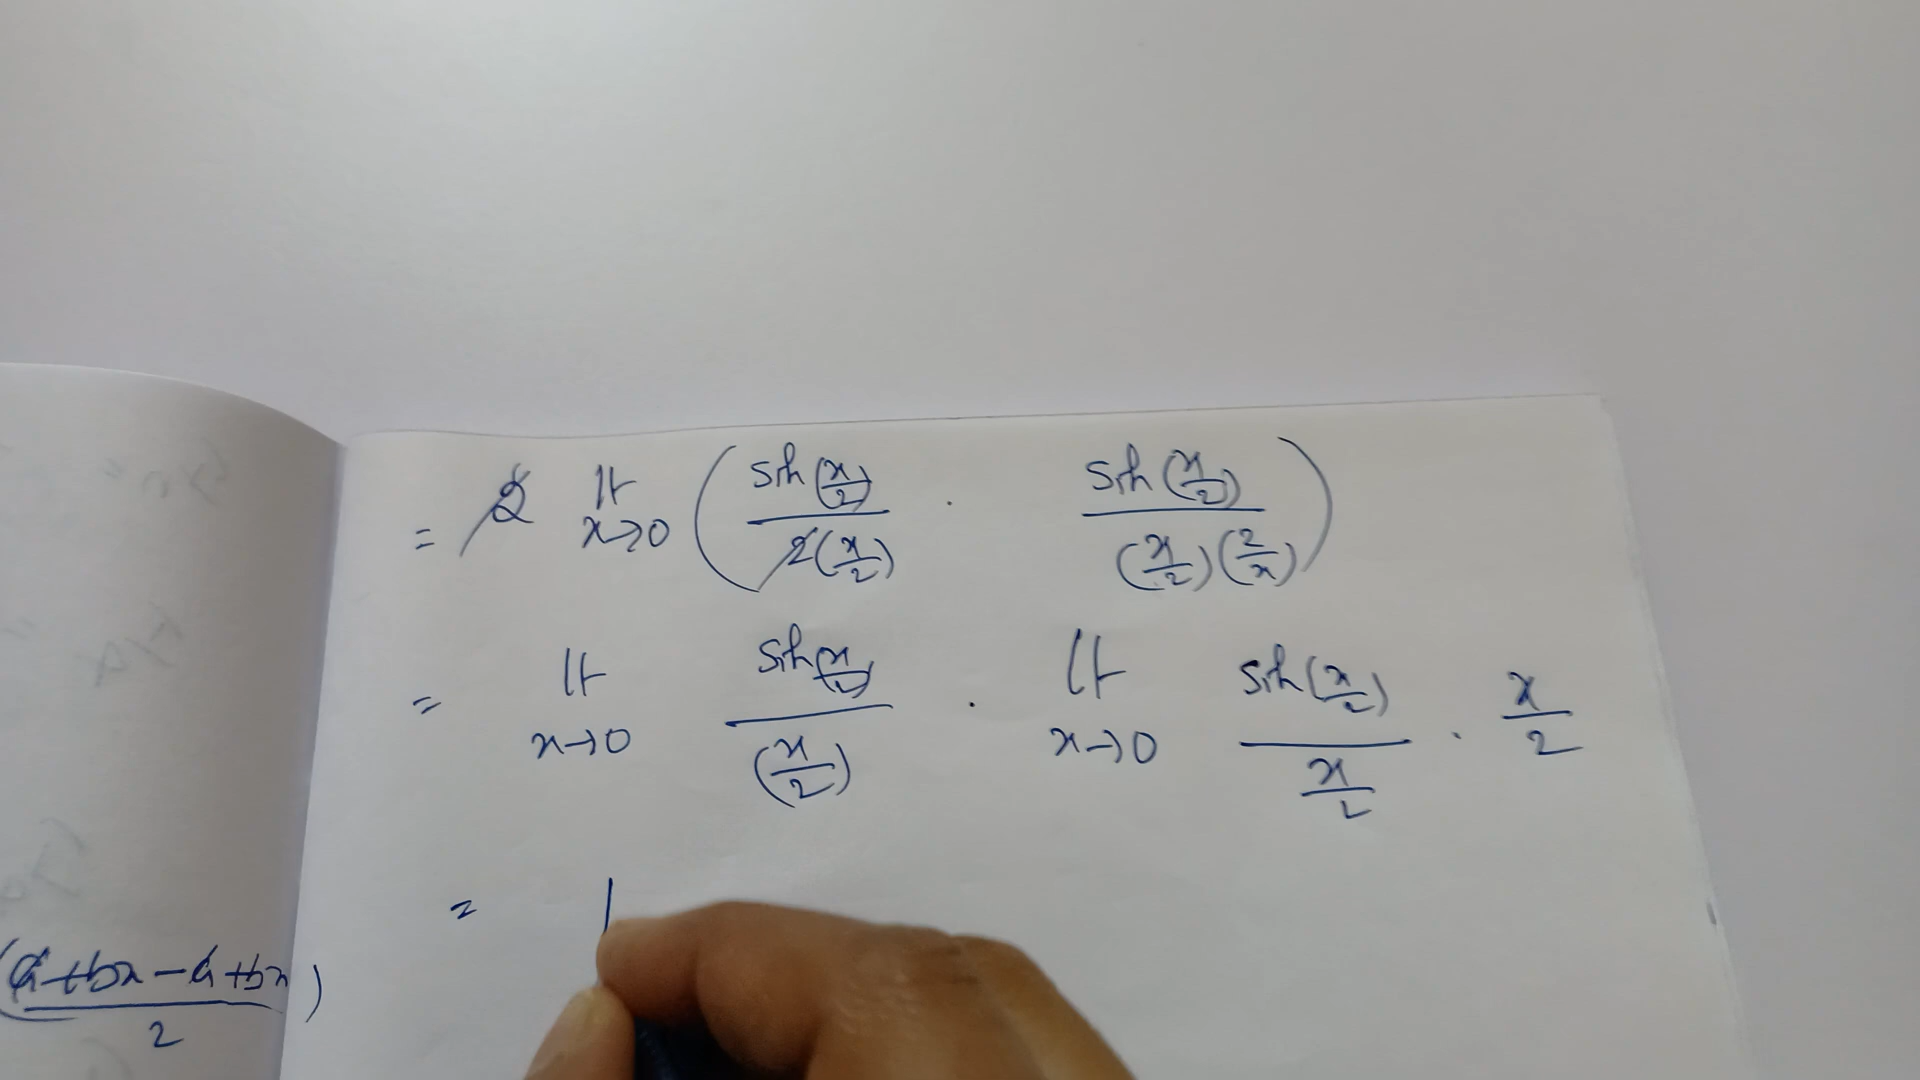 = 2 lt x→0 ( sin(x/2) / 2(x/2) . sin(x/2) / (x/2)(2/x) )
= lt x→0 sin(x/2) / (x/2) . lt x→0 sin(x/2) / x/2 . x/2
= 1
(a+bx-a+bx) / 2